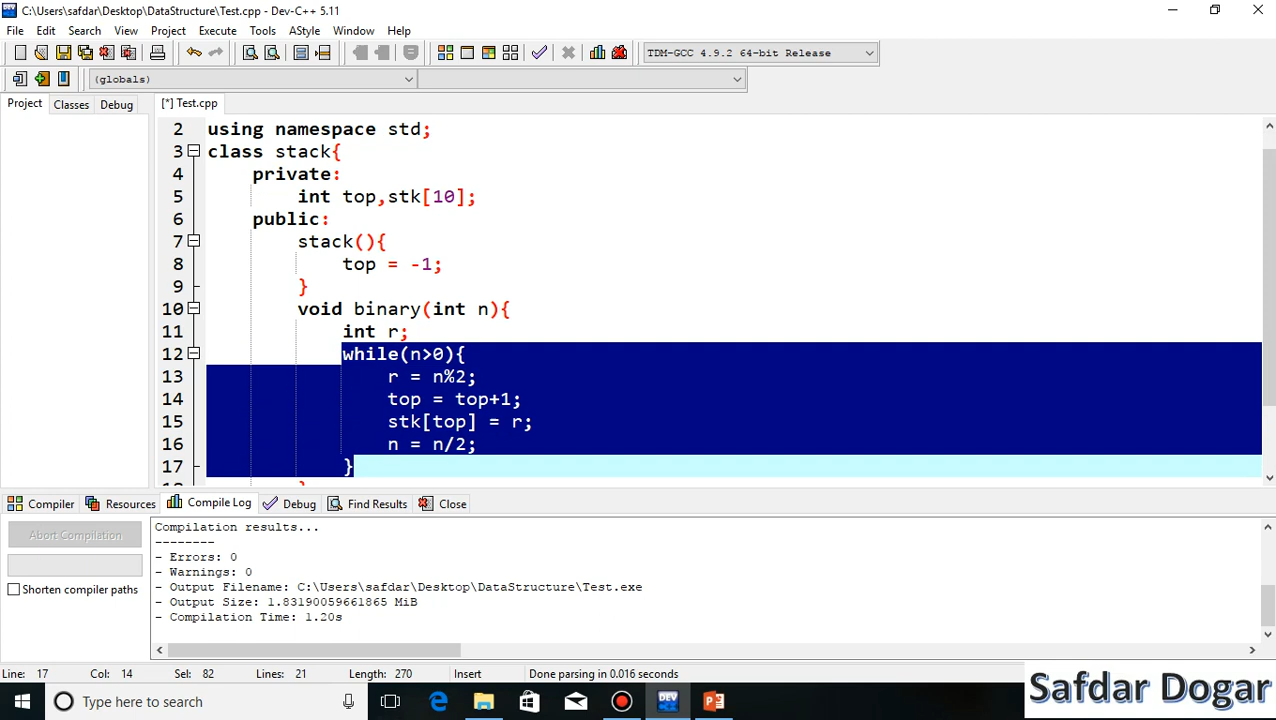 C:\Users\safdar\Desktop\DataStructure\Test.cpp - Dev-C++ 5.11
File Edit Search View Project Execute Tools AStyle Window Help
TDM-GCC 4.9.2 64-bit Release
(globals)
Project Classes Debug [*] Test.cpp
2 using namespace std;
3 class stack{
4 private:
5 int top,stk[10];
6 public:
7 stack(){
8 top = -1;
9 }
10 void binary(int n){
11 int r;
12 while(n>0){
13 r = n%2;
14 top = top+1;
15 stk[top] = r;
16 n = n/2;
17 }
Compiler Resources Compile Log Debug Find Results Close
Abort Compilation
Shorten compiler paths
Compilation results...
--------
- Errors: 0
- Warnings: 0
- Output Filename: C:\Users\safdar\Desktop\DataStructure\Test.exe
- Output Size: 1.83190059661865 MiB
- Compilation Time: 1.20s
Line: 17 Col: 14 Sel: 82 Lines: 21 Length: 270 Insert Done parsing in 0.016 seconds
Type here to search
DEV
Safdar Dogar